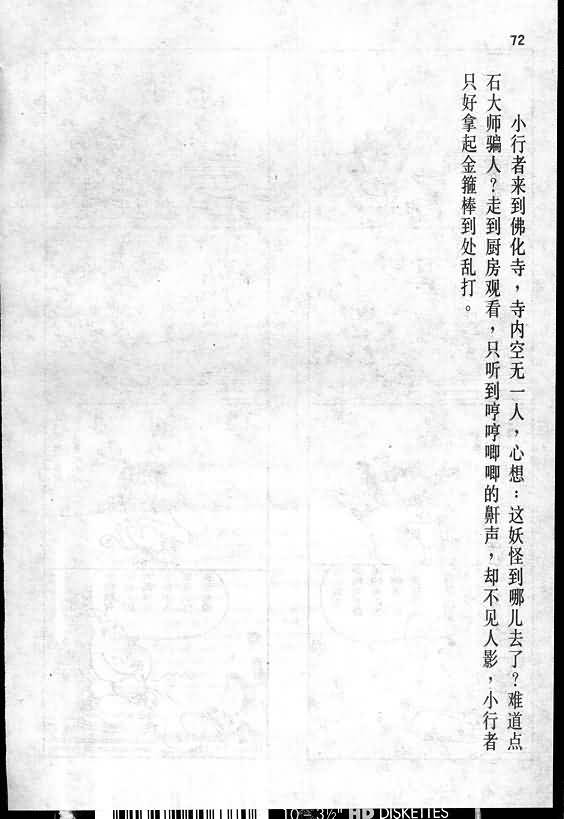 72
小行者来到佛化寺，寺内空无一人，心想：这妖怪到哪儿去了？难道点
石大师骗人？走到厨房观看，只听到哼哼唧唧的鼾声，却不见人影，小行者
只好拿起金箍棒到处乱打。
10 3½" HD DISKETTES